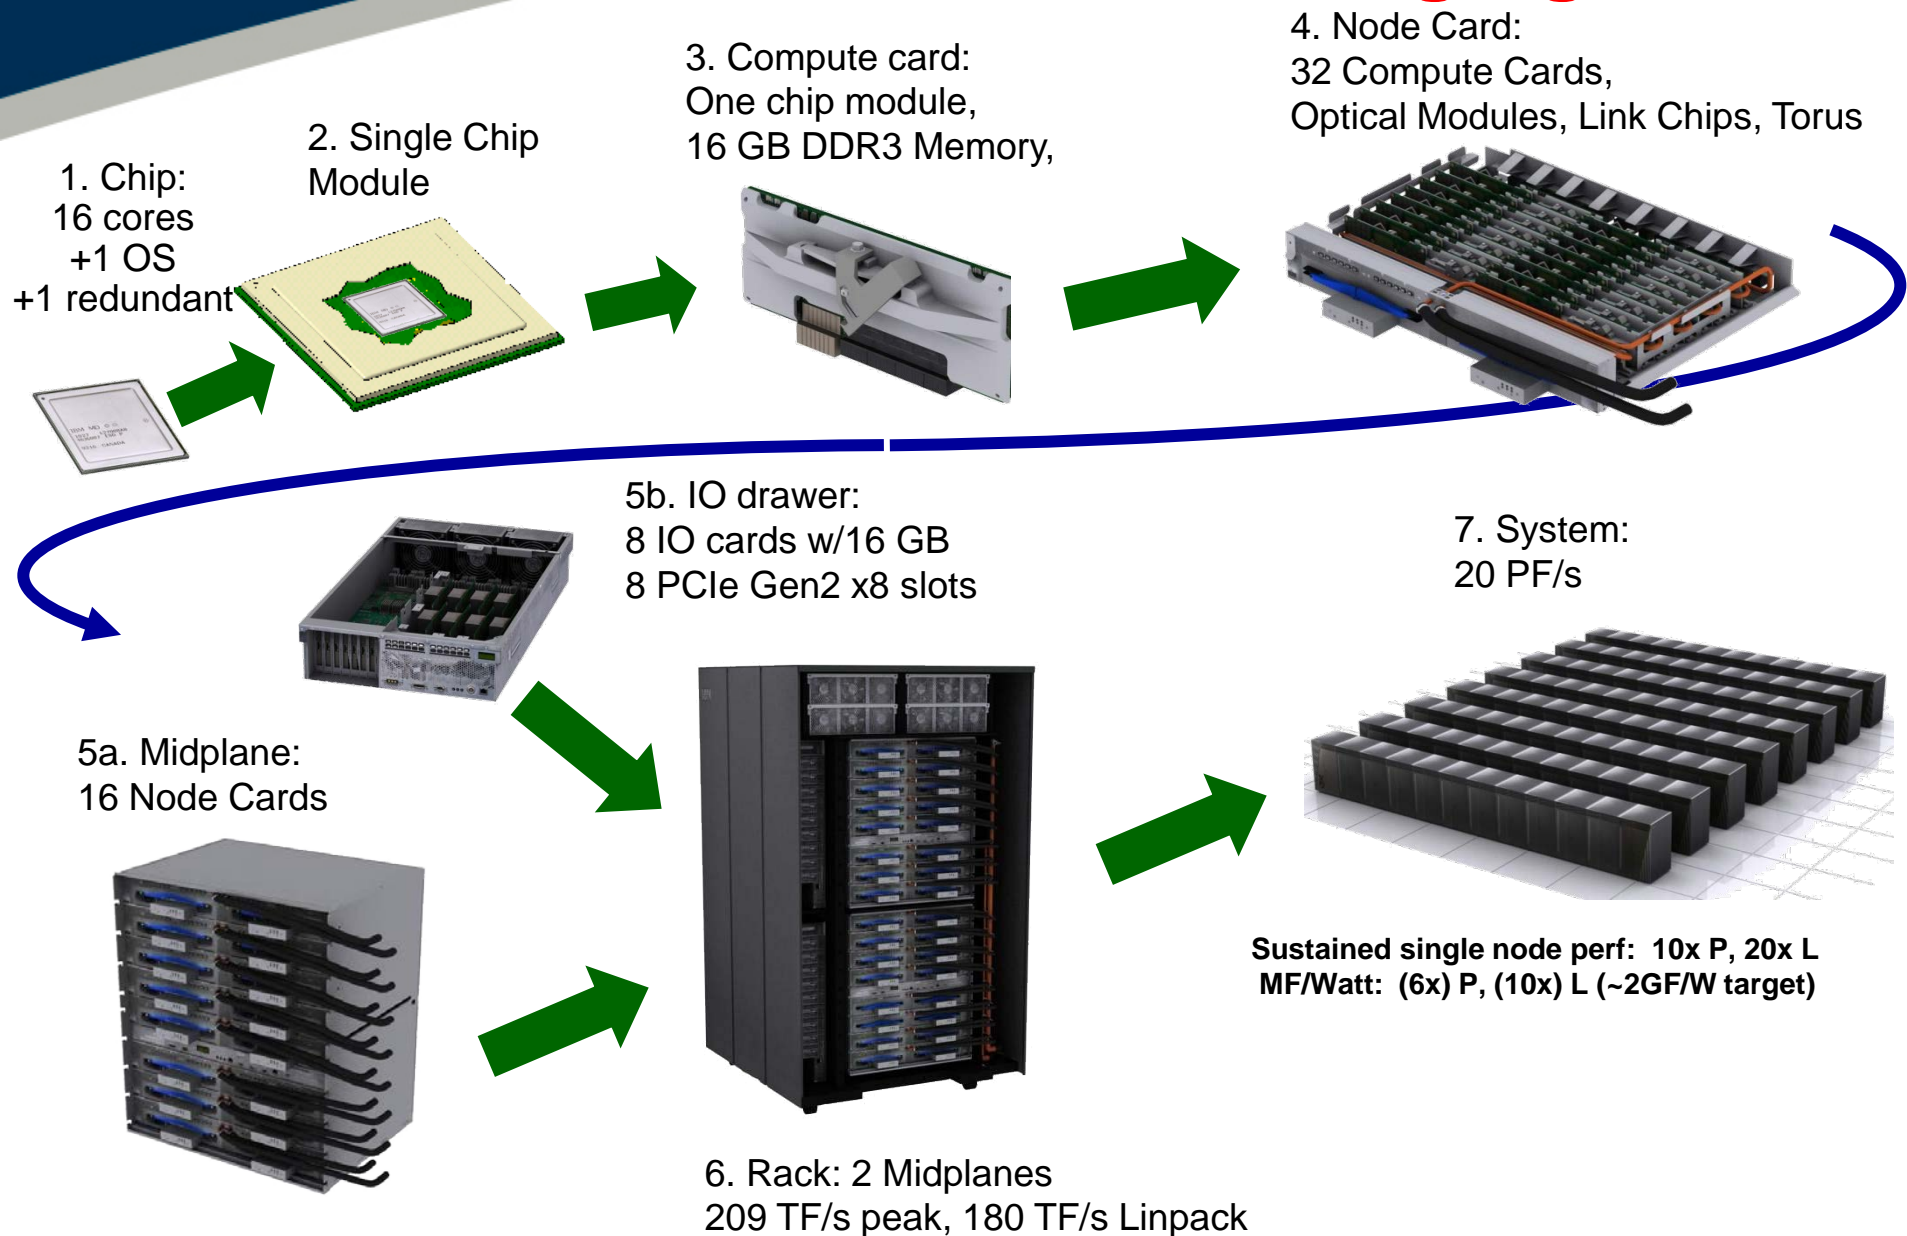 1. Chip:
16 cores
+1 OS
+1 redundant
2. Single Chip
Module
3. Compute card:
One chip module,
16 GB DDR3 Memory,
4. Node Card:
32 Compute Cards,
Optical Modules, Link Chips, Torus
5a. Midplane:
16 Node Cards
5b. IO drawer:
8 IO cards w/16 GB
8 PCIe Gen2 x8 slots
6. Rack: 2 Midplanes
209 TF/s peak, 180 TF/s Linpack
7. System:
20 PF/s
Sustained single node perf:  10x P, 20x L
MF/Watt:  (6x) P, (10x) L (~2GF/W target)